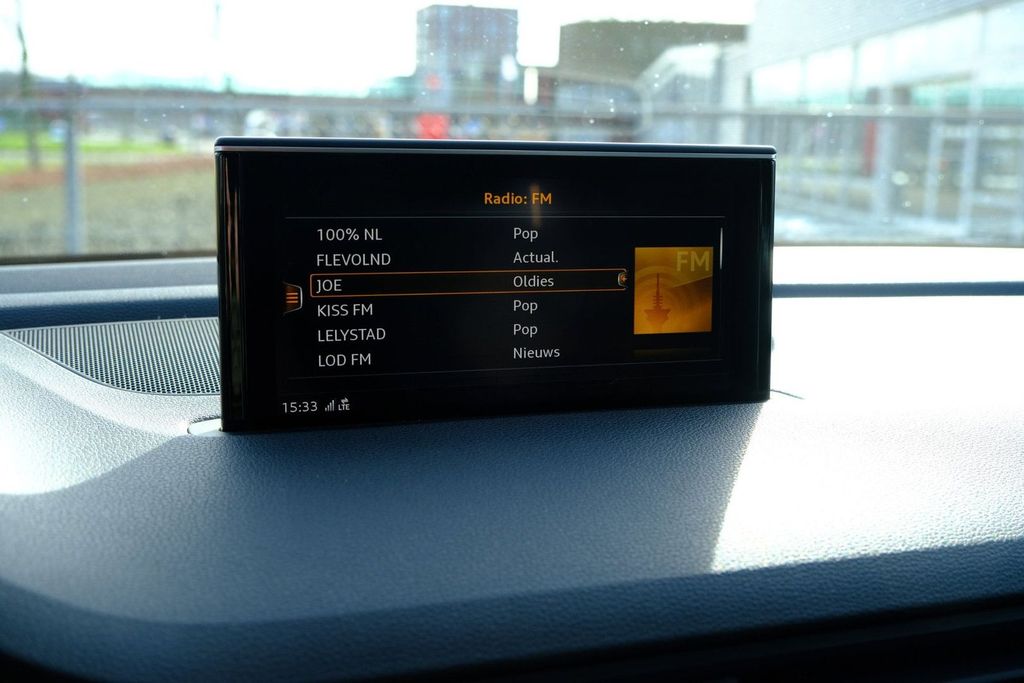 Radio: FM
100% NL Pop
FLEVOLND Actual.
JOE Oldies
KISS FM Pop
LELYSTAD Pop
LOD FM Nieuws
FM
15:33 LTE